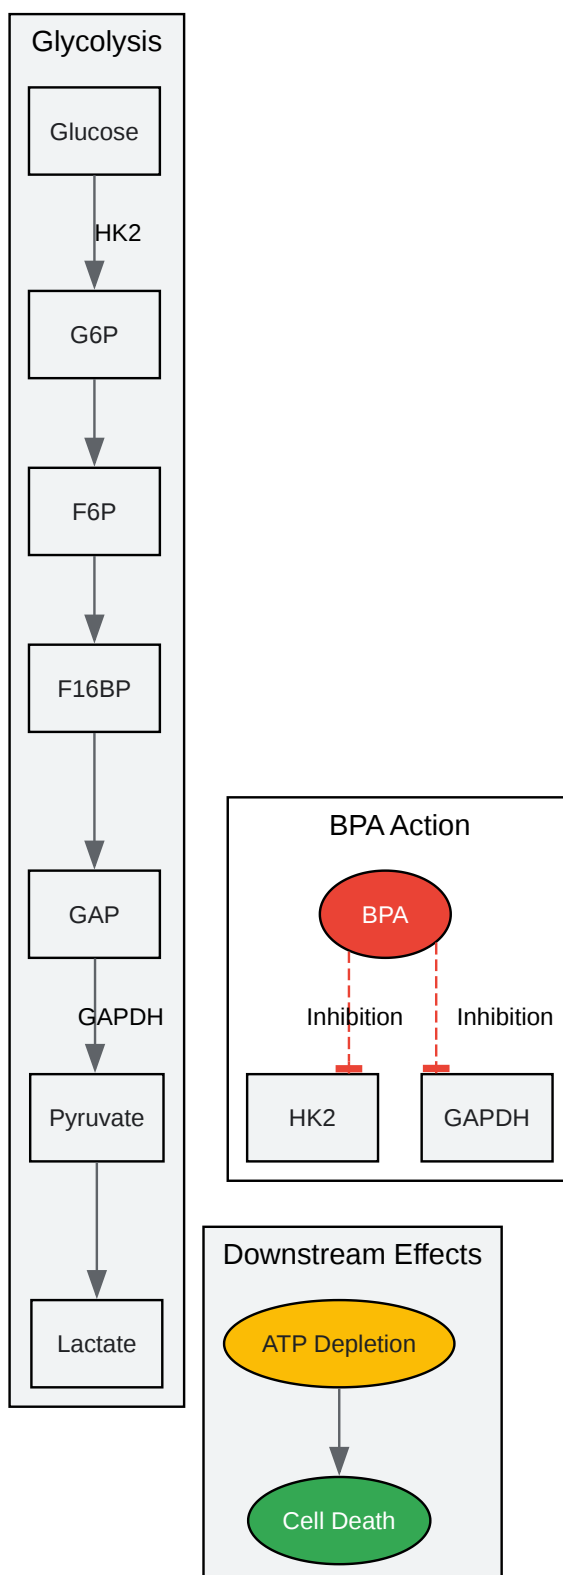 Glycolysis
Glucose
HK2
G6P
F6P
F16BP
GAP
GAPDH
Pyruvate
Lactate
BPA Action
BPA
Inhibition
Inhibition
HK2
GAPDH
Downstream Effects
ATP Depletion
Cell Death